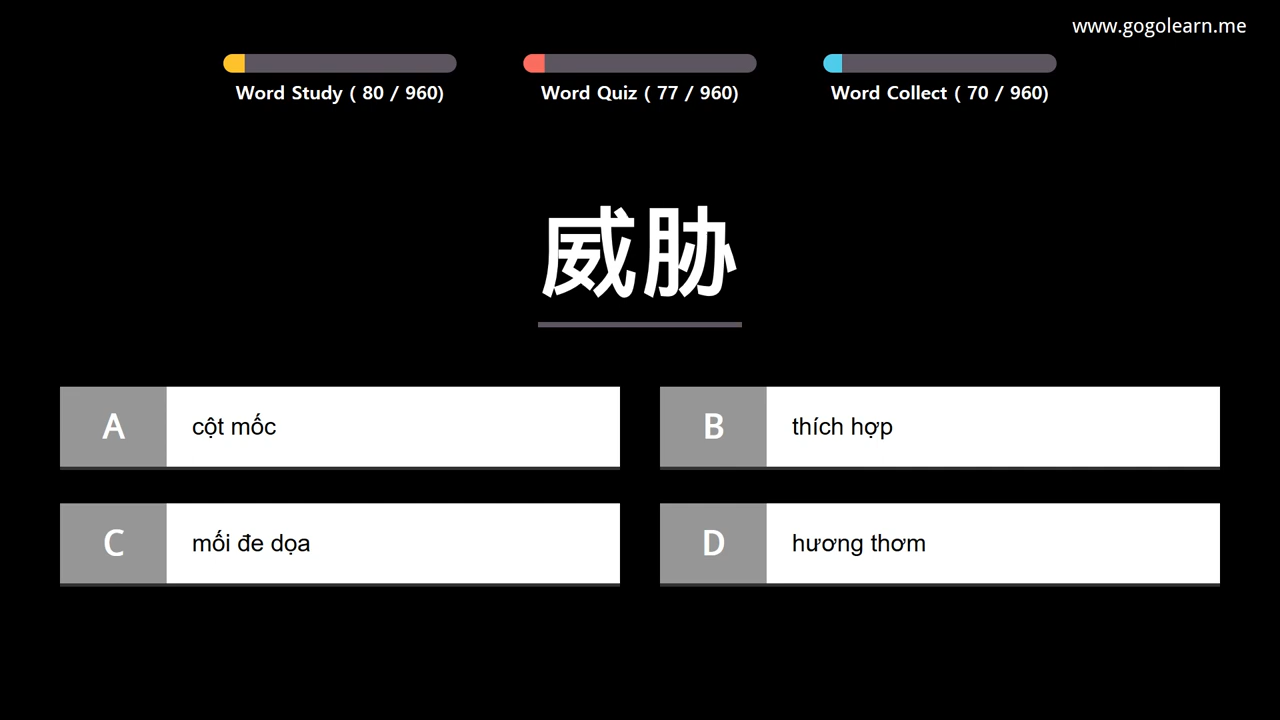 www.gogolearn.me
Word Study ( 80 / 960)
Word Quiz ( 77 / 960)
Word Collect ( 70 / 960)
威胁
A cột mốc
B thích hợp
C mối đe dọa
D hương thơm